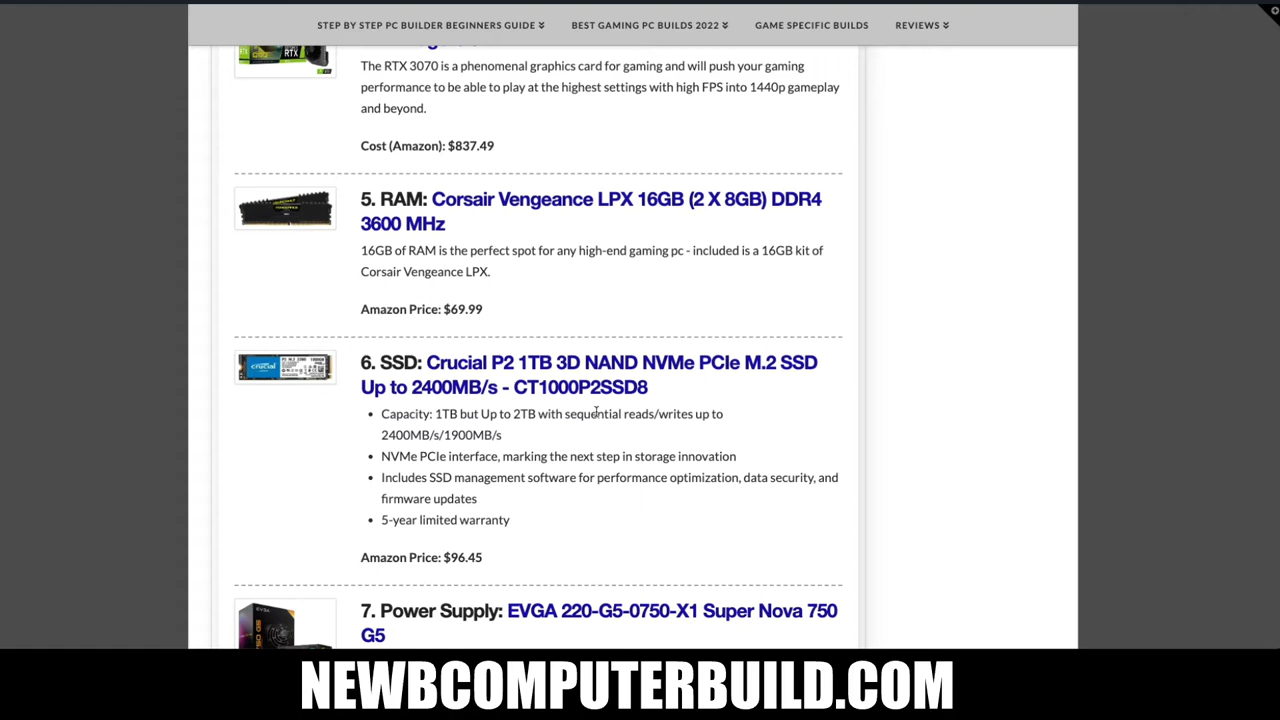 STEP BY STEP PC BUILDER BEGINNERS GUIDE BEST GAMING PC BUILDS 2022 GAME SPECIFIC BUILDS REVIEWS
The RTX 3070 is a phenomenal graphics card for gaming and will push your gaming
performance to be able to play at the highest settings with high FPS into 1440p gameplay
and beyond.
Cost (Amazon): $837.49
5. RAM: Corsair Vengeance LPX 16GB (2 X 8GB) DDR4
3600 MHz
16GB of RAM is the perfect spot for any high-end gaming pc - included is a 16GB kit of
Corsair Vengeance LPX.
Amazon Price: $69.99
6. SSD: Crucial P2 1TB 3D NAND NVMe PCIe M.2 SSD
Up to 2400MB/s - CT1000P2SSD8
• Capacity: 1TB but Up to 2TB with sequential reads/writes up to
2400MB/s/1900MB/s
• NVMe PCIe interface, marking the next step in storage innovation
• Includes SSD management software for performance optimization, data security, and
firmware updates
• 5-year limited warranty
Amazon Price: $96.45
7. Power Supply: EVGA 220-G5-0750-X1 Super Nova 750
G5
NEWBCOMPUTERBUILD.COM